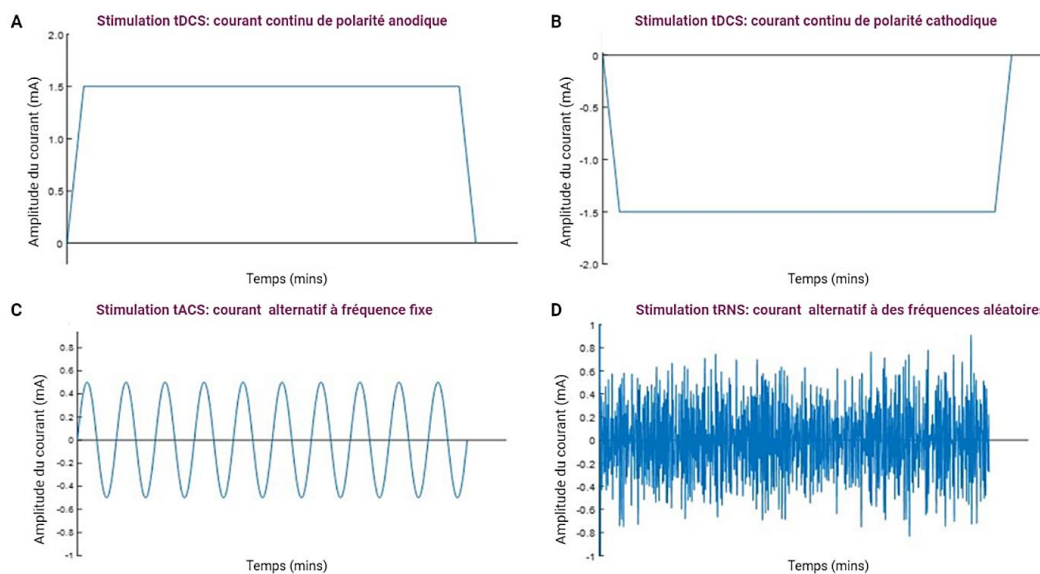 A
Stimulation tDCS: courant continu de polarité anodique
2.0
1.5
1.0
0.5
0
Amplitude du courant (mA)
Temps (mins)
B
Stimulation tDCS: courant continu de polarité cathodique
0
-0.5
-1.0
-1.5
-2.0
Amplitude du courant (mA)
Temps (mins)
C
Stimulation tACS: courant alternatif à fréquence fixe
0.8
0.6
0.4
0.2
0
-0.2
-0.4
-0.6
-0.8
-1
Amplitude du courant (mA)
Temps (mins)
D
Stimulation tRNS: courant alternatif à des fréquences aléatoires
1
0.8
0.6
0.4
0.2
0
-0.2
-0.4
-0.6
-0.8
-1
Amplitude du courant (mA)
Temps (mins)